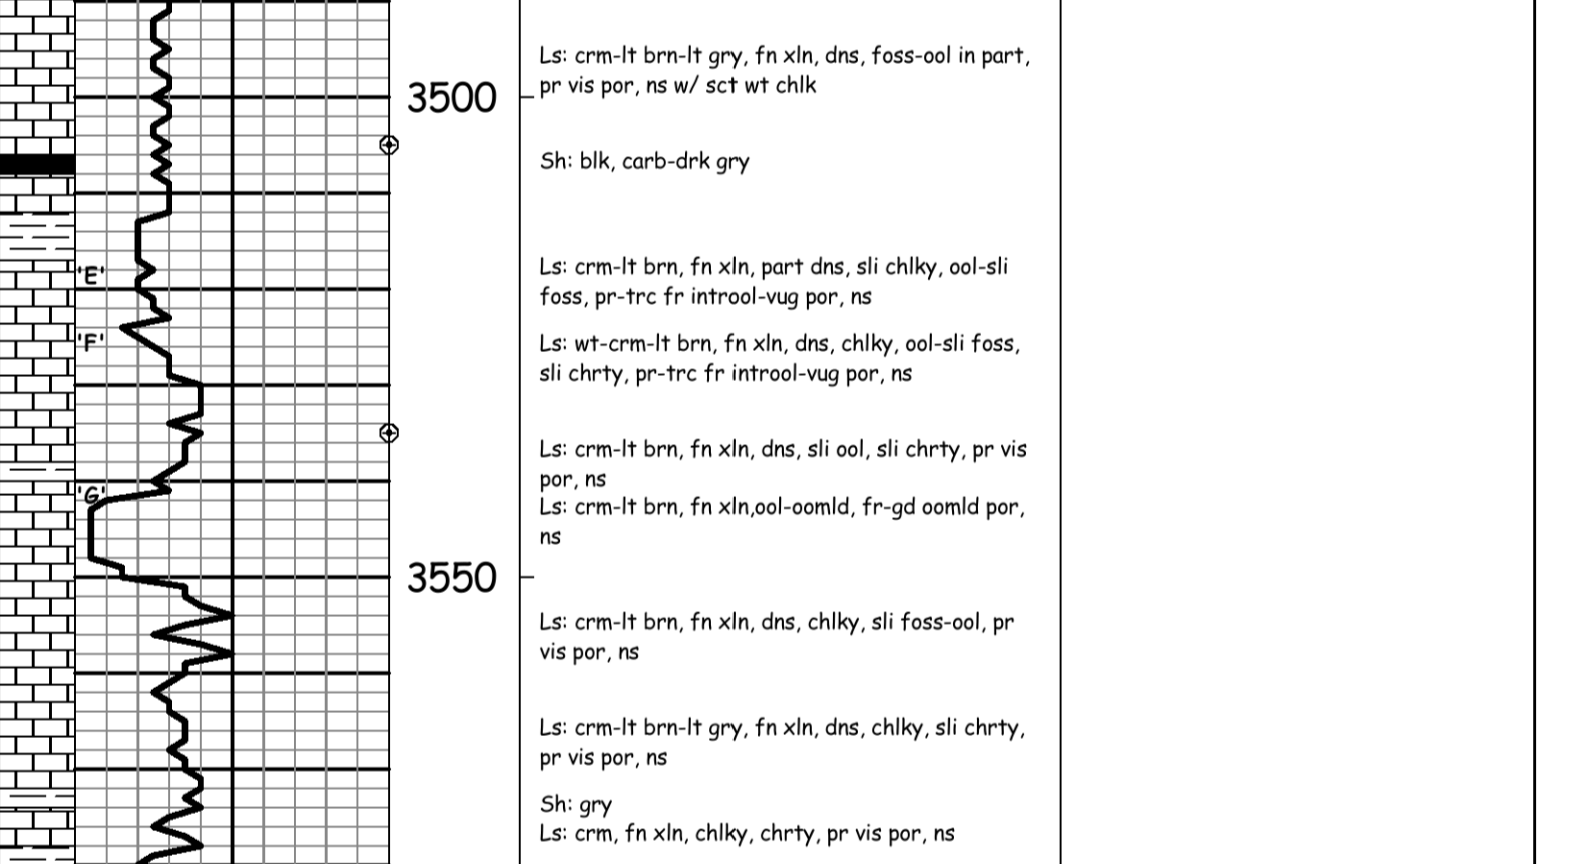 Ls: crm-lt brn-lt gry, fn xln, dns, foss-ool in part,
pr vis por, ns w/ sct wt chlk
3500
Sh: blk, carb-drk gry
'E'
Ls: crm-lt brn, fn xln, part dns, sli chlky, ool-sli
foss, pr-trc fr introol-vug por, ns
'F'
Ls: wt-crm-lt brn, fn xln, dns, chlky, ool-sli foss,
sli chrty, pr-trc fr introol-vug por, ns
Ls: crm-lt brn, fn xln, dns, sli ool, sli chrty, pr vis
por, ns
'G'
Ls: crm-lt brn, fn xln,ool-oomld, fr-gd oomld por,
ns
3550
Ls: crm-lt brn, fn xln, dns, chlky, sli foss-ool, pr
vis por, ns
Ls: crm-lt brn-lt gry, fn xln, dns, chlky, sli chrty,
pr vis por, ns
Sh: gry
Ls: crm, fn xln, chlky, chrty, pr vis por, ns